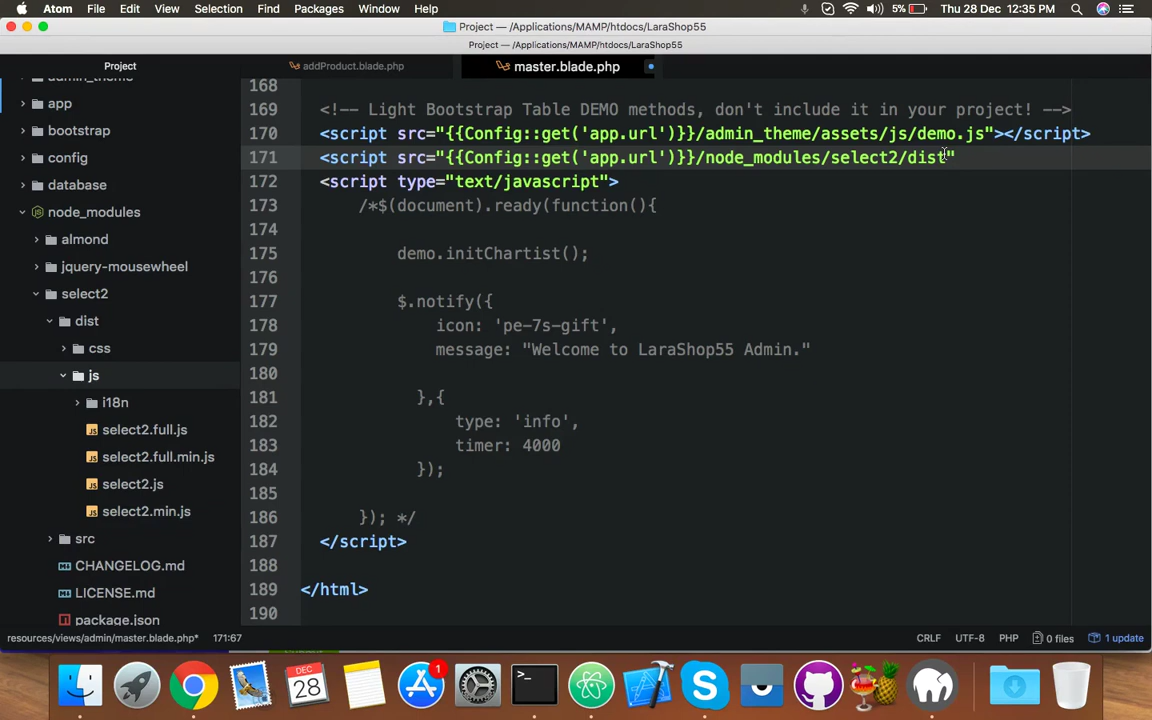 Atom File Edit View Selection Find Packages Window Help 5% Thu 28 Dec 12:35 PM
Project — /Applications/MAMP/htdocs/LaraShop55
Project — /Applications/MAMP/htdocs/LaraShop55
Project addProduct.blade.php master.blade.php
admin_theme
app
bootstrap
config
database
node_modules
almond
jquery-mousewheel
select2
dist
css
js
i18n
select2.full.js
select2.full.min.js
select2.js
select2.min.js
src
CHANGELOG.md
LICENSE.md
package.json
168
169 <!-- Light Bootstrap Table DEMO methods, don't include it in your project! -->
170 <script src="{{Config::get('app.url')}}/admin_theme/assets/js/demo.js"></script>
171 <script src="{{Config::get('app.url')}}/node_modules/select2/dist"
172 <script type="text/javascript">
173 /*$(document).ready(function(){
174
175 demo.initChartist();
176
177 $.notify({
178 icon: 'pe-7s-gift',
179 message: "Welcome to LaraShop55 Admin."
180
181 },{
182 type: 'info',
183 timer: 4000
184 });
185
186 }); */
187 </script>
188
189 </html>
190
resources/views/admin/master.blade.php* 171:67 CRLF UTF-8 PHP 0 files 1 update
DEC
28
1
>_
S